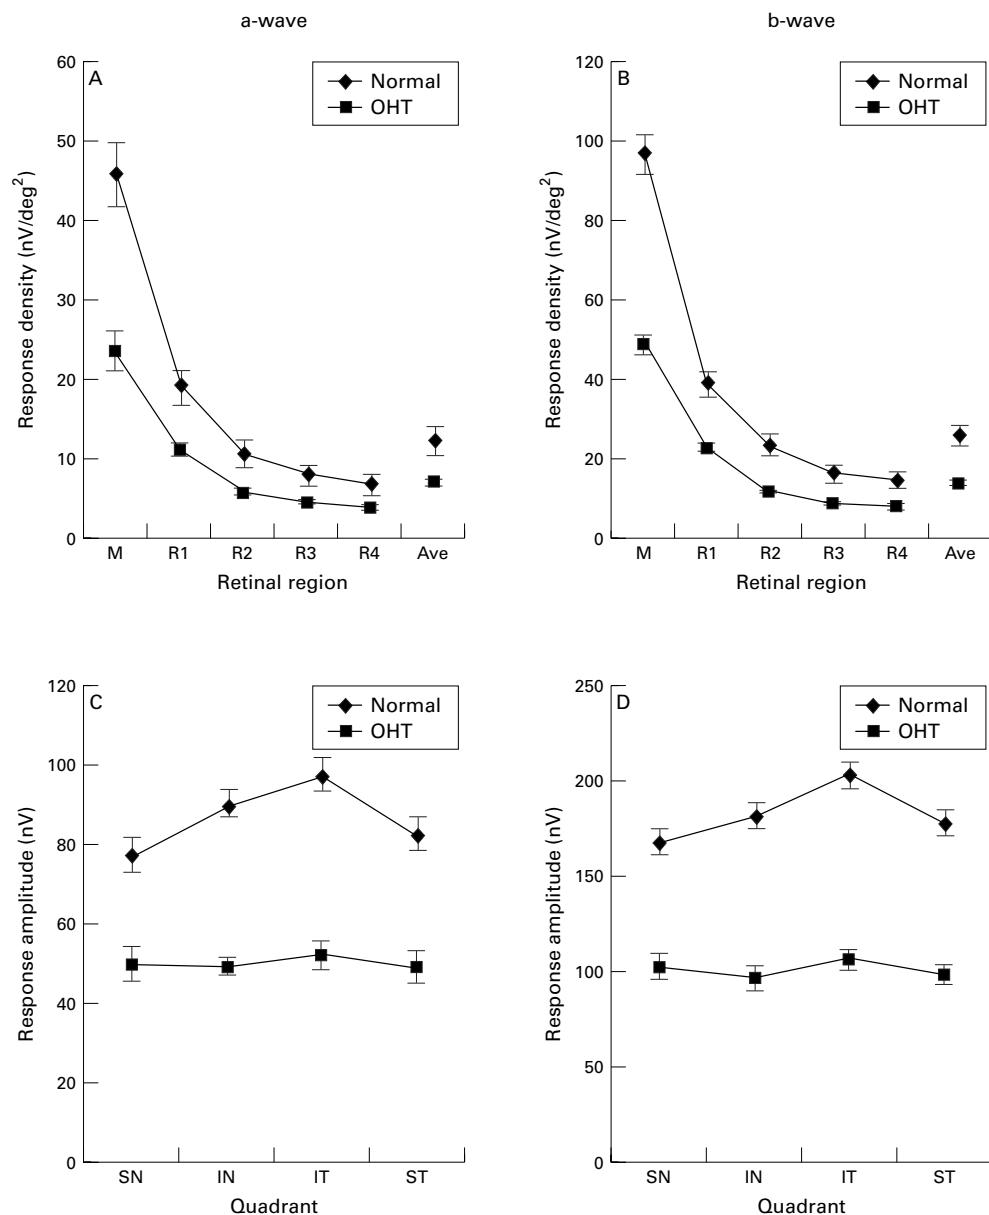 a-wave
A
Normal
OHT
60
50
40
30
20
10
0
Response density (nV/deg²)
M R1 R2 R3 R4 Ave
Retinal region
b-wave
B
Normal
OHT
120
100
80
60
40
20
0
Response density (nV/deg²)
M R1 R2 R3 R4 Ave
Retinal region
C
Normal
OHT
120
100
80
60
40
20
0
Response amplitude (nV)
SN IN IT ST
Quadrant
D
Normal
OHT
250
200
150
100
50
0
Response amplitude (nV)
SN IN IT ST
Quadrant